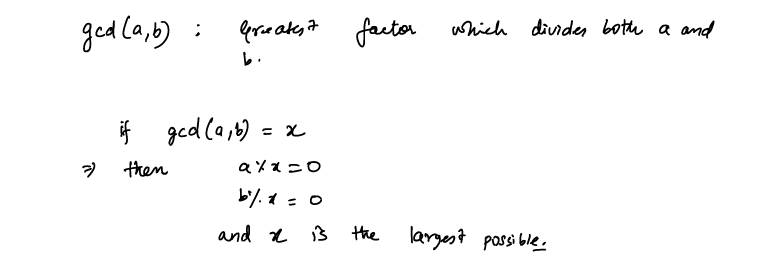 gcd(a,b) : Greatest factor which divides both a and
b.
if gcd(a,b) = x
⇒ then a % x = 0
b % x = 0
and x is the largest possible.